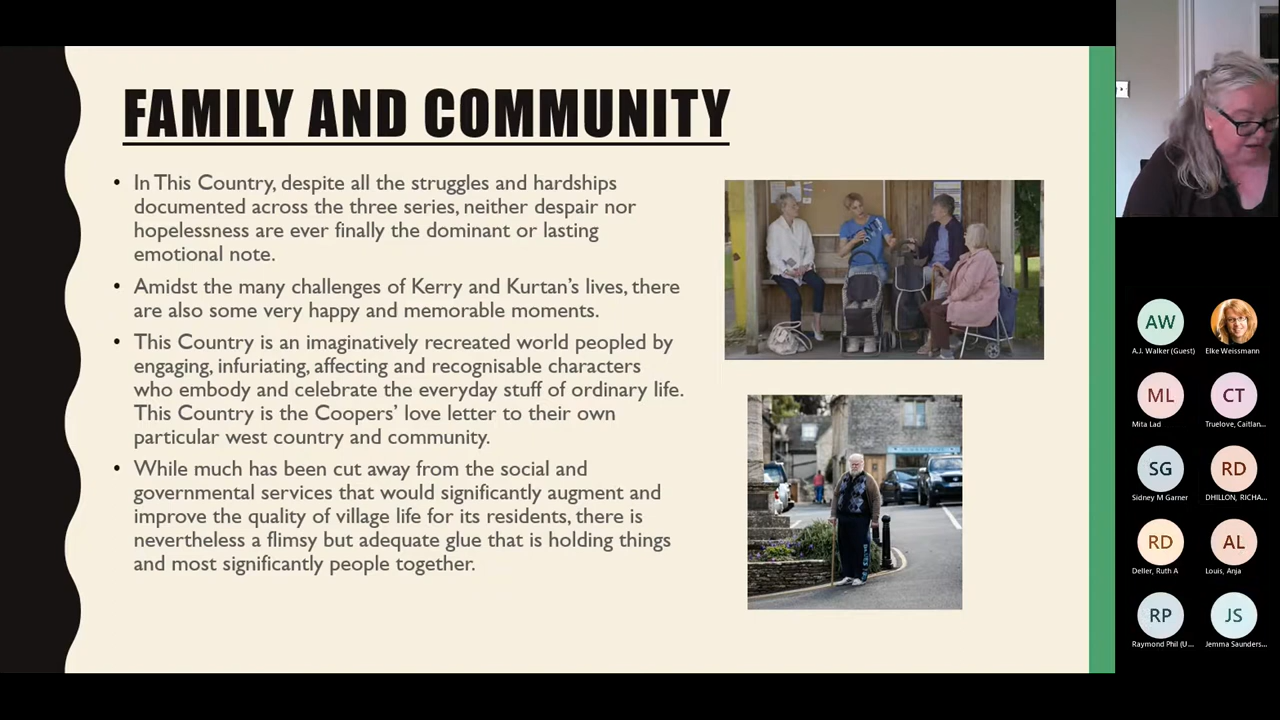 FAMILY AND COMMUNITY
• In This Country, despite all the struggles and hardships
documented across the three series, neither despair nor
hopelessness are ever finally the dominant or lasting
emotional note.
• Amidst the many challenges of Kerry and Kurtan's lives, there
are also some very happy and memorable moments.
• This Country is an imaginatively recreated world peopled by
engaging, infuriating, affecting and recognisable characters
who embody and celebrate the everyday stuff of ordinary life.
This Country is the Coopers' love letter to their own
particular west country and community.
• While much has been cut away from the social and
governmental services that would significantly augment and
improve the quality of village life for its residents, there is
nevertheless a flimsy but adequate glue that is holding things
and most significantly people together.
AW
A.J. Walker (Guest)
Elke Weissmann
ML
Mita Lad
CT
Truelove, Caitlan...
SG
Sidney M Garner
RD
DHILLON, RICHA...
RD
Deller, Ruth A
AL
Louis, Anja
RP
Raymond Phil (U...
JS
Jemma Saunders...